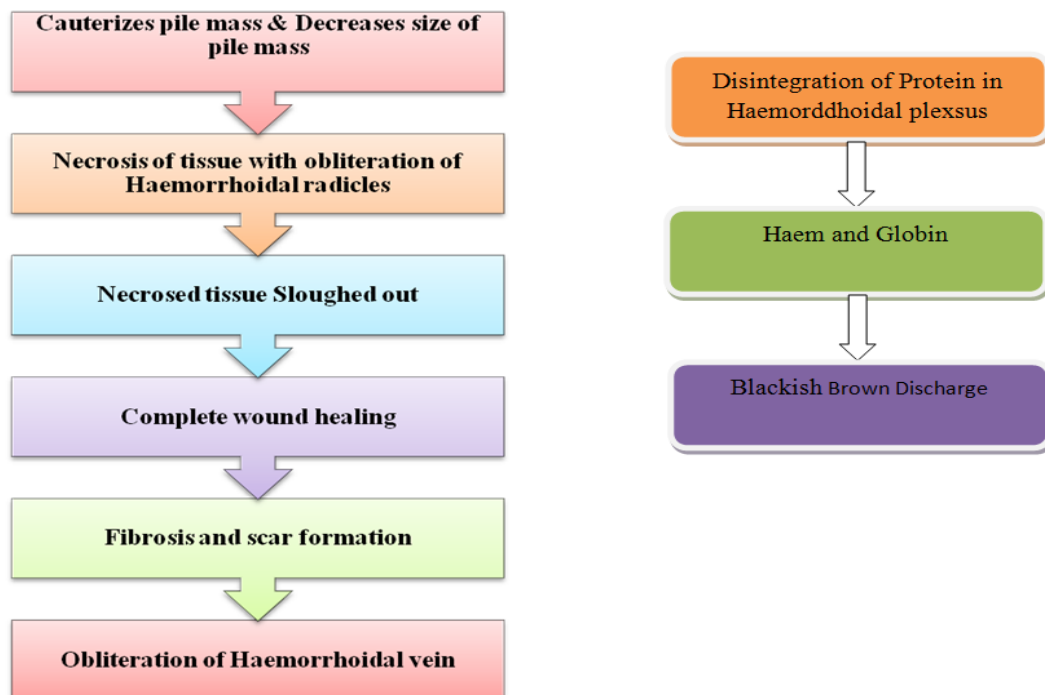 Cauterizes pile mass & Decreases size of
pile mass
Necrosis of tissue with obliteration of
Haemorrhoidal radicles
Necrosed tissue Sloughed out
Complete wound healing
Fibrosis and scar formation
Obliteration of Haemorrhoidal vein
Disintegration of Protein in
Haemorddhoidal plexsus
Haem and Globin
Blackish Brown Discharge